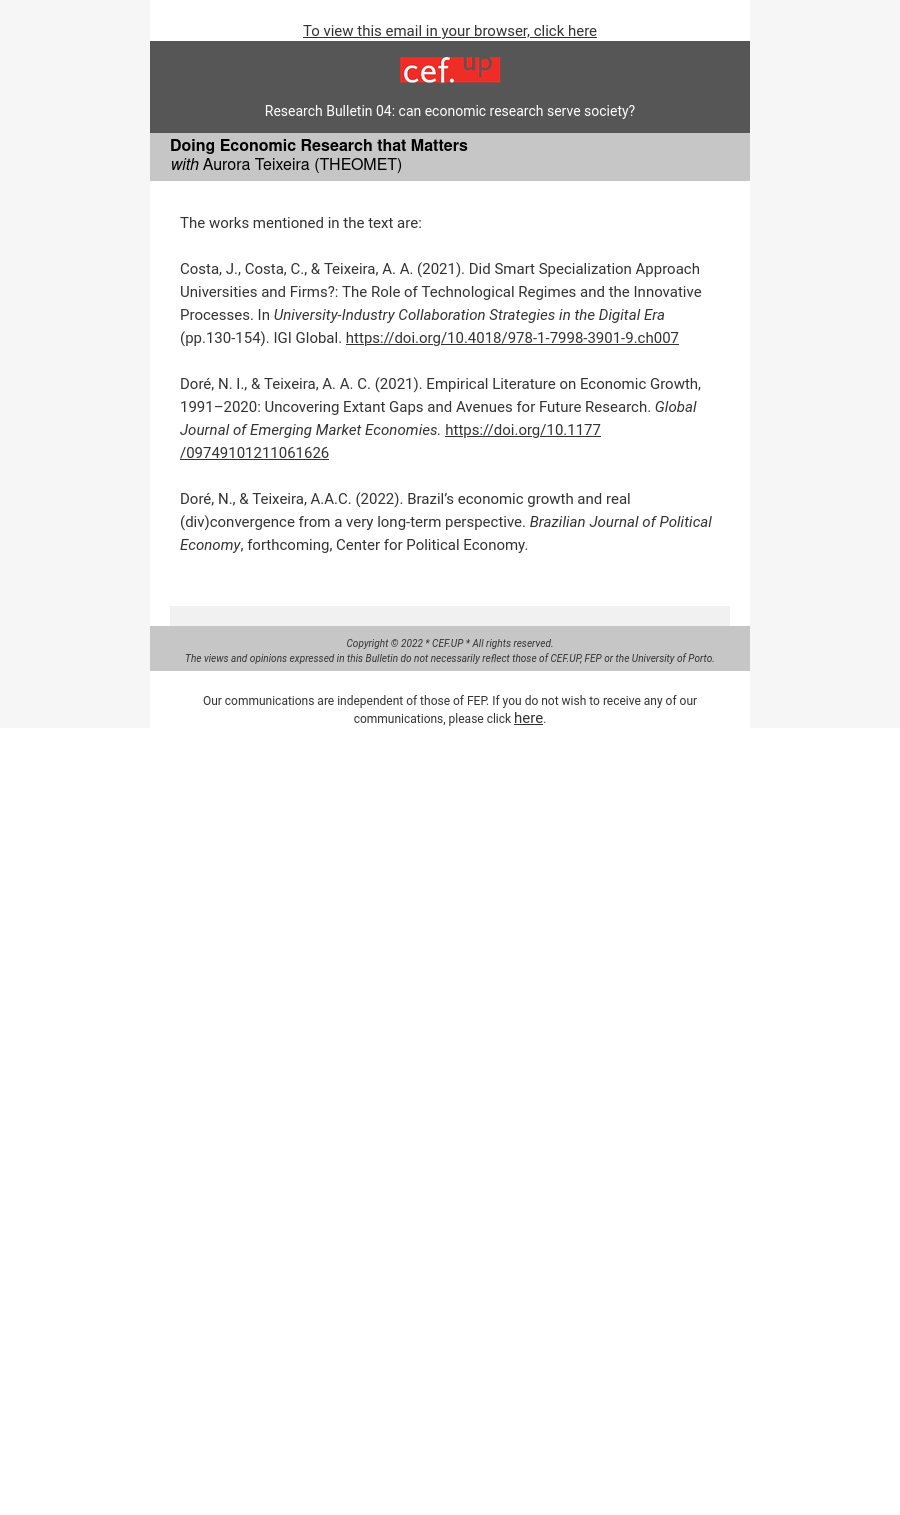 To view this email in your browser, click here
cef.up
Research Bulletin 04: can economic research serve society?
Doing Economic Research that Matters
with Aurora Teixeira (THEOMET)
The works mentioned in the text are:
Costa, J., Costa, C., & Teixeira, A. A. (2021). Did Smart Specialization Approach
Universities and Firms?: The Role of Technological Regimes and the Innovative
Processes. In University-Industry Collaboration Strategies in the Digital Era
(pp.130-154). IGI Global. https://doi.org/10.4018/978-1-7998-3901-9.ch007
Doré, N. I., & Teixeira, A. A. C. (2021). Empirical Literature on Economic Growth,
1991–2020: Uncovering Extant Gaps and Avenues for Future Research. Global
Journal of Emerging Market Economies. https://doi.org/10.1177
/09749101211061626
Doré, N., & Teixeira, A.A.C. (2022). Brazil’s economic growth and real
(div)convergence from a very long-term perspective. Brazilian Journal of Political
Economy, forthcoming, Center for Political Economy.
Copyright © 2022 * CEF.UP * All rights reserved.
The views and opinions expressed in this Bulletin do not necessarily reflect those of CEF.UP, FEP or the University of Porto.
Our communications are independent of those of FEP. If you do not wish to receive any of our
communications, please click here.